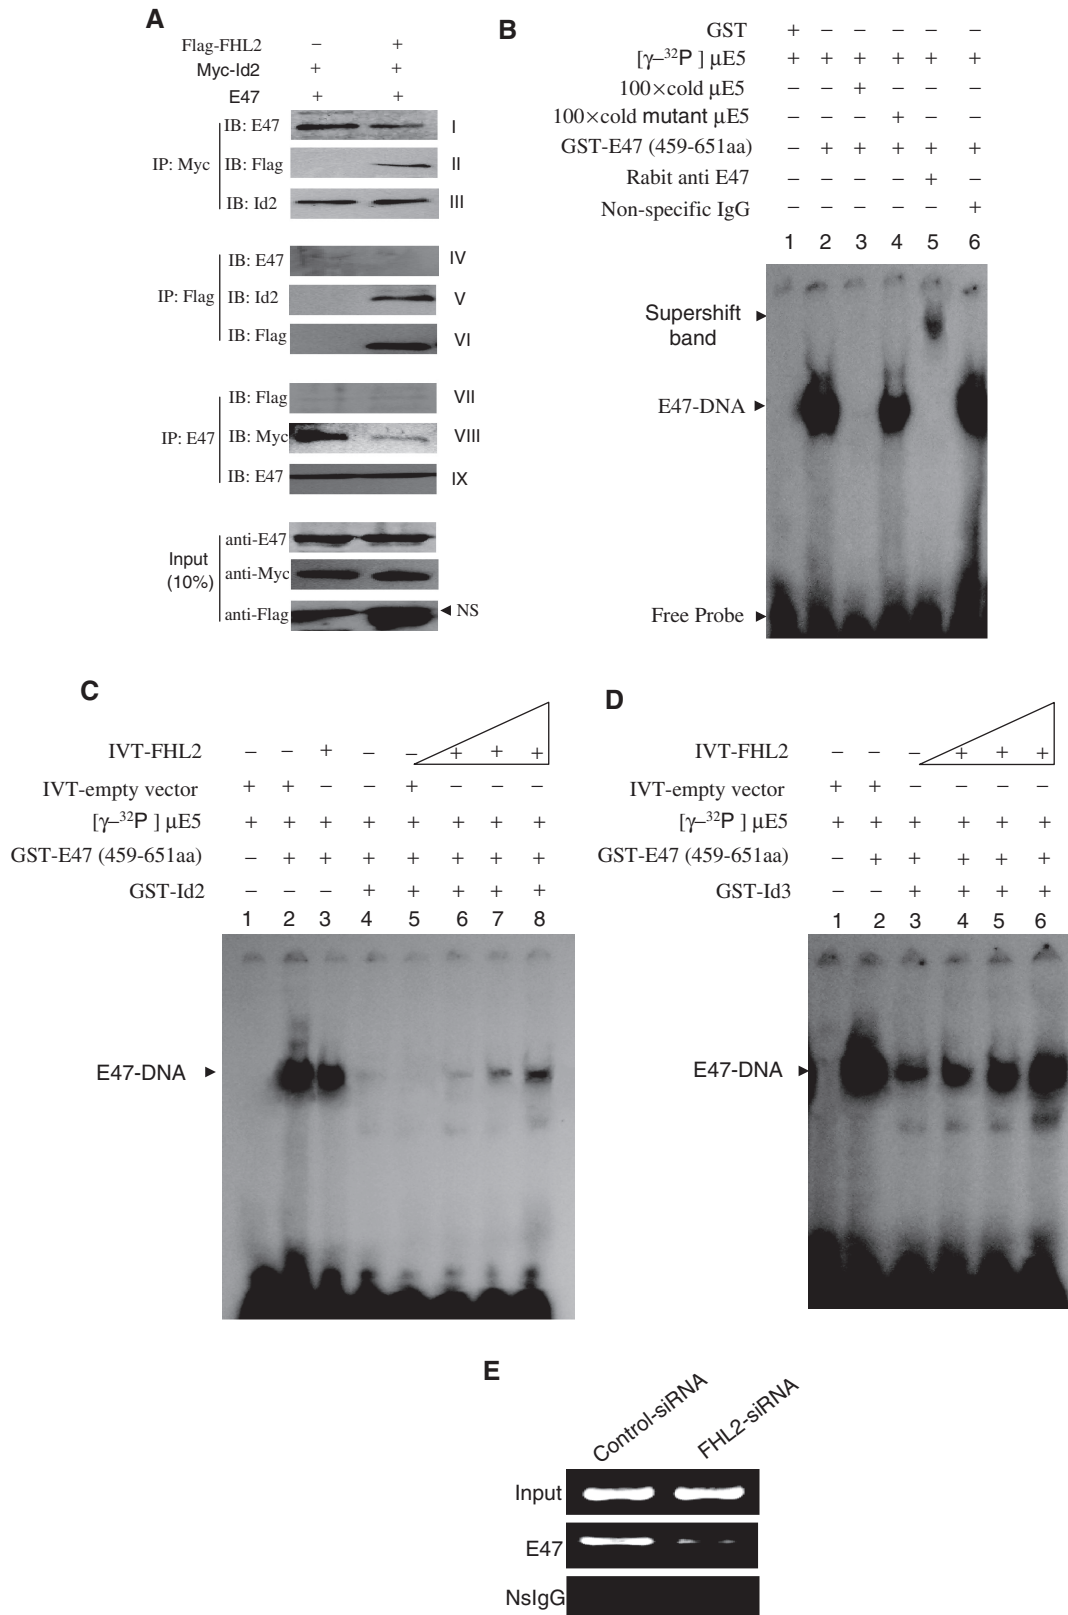 A
Flag-FHL2 – +
Myc-Id2 + +
E47 + +
IP: Myc
IB: E47 I
IB: Flag II
IB: Id2 III
IP: Flag
IB: E47 IV
IB: Id2 V
IB: Flag VI
IP: E47
IB: Flag VII
IB: Myc VIII
IB: E47 IX
Input (10%)
anti-E47
anti-Myc
anti-Flag NS
B
GST + – – – – –
[γ–³²P ] μE5 + + + + + +
100×cold μE5 – – + – – –
100×cold mutant μE5 – – – + – –
GST-E47 (459-651aa) – + + + + +
Rabit anti E47 – – – – + –
Non-specific IgG – – – – – +
1 2 3 4 5 6
Supershift band
E47-DNA
Free Probe
C
IVT-FHL2 – – + – – + + +
IVT-empty vector + + – – + – – –
[γ–³²P ] μE5 + + + + + + + +
GST-E47 (459-651aa) – + + + + + + +
GST-Id2 – – – + + + + +
1 2 3 4 5 6 7 8
E47-DNA
D
IVT-FHL2 – – – + + +
IVT-empty vector + + – – – –
[γ–³²P ] μE5 + + + + + +
GST-E47 (459-651aa) – + + + + +
GST-Id3 – – + + + +
1 2 3 4 5 6
E47-DNA
E
Control-siRNA FHL2-siRNA
Input
E47
NsIgG